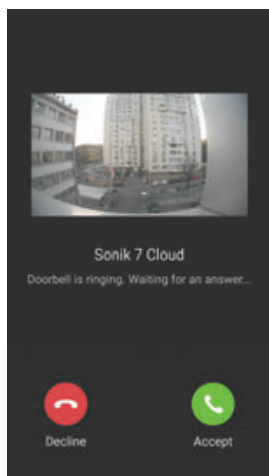 Sonik 7 Cloud
Doorbell is ringing. Waiting for an answer...
Decline
Accept